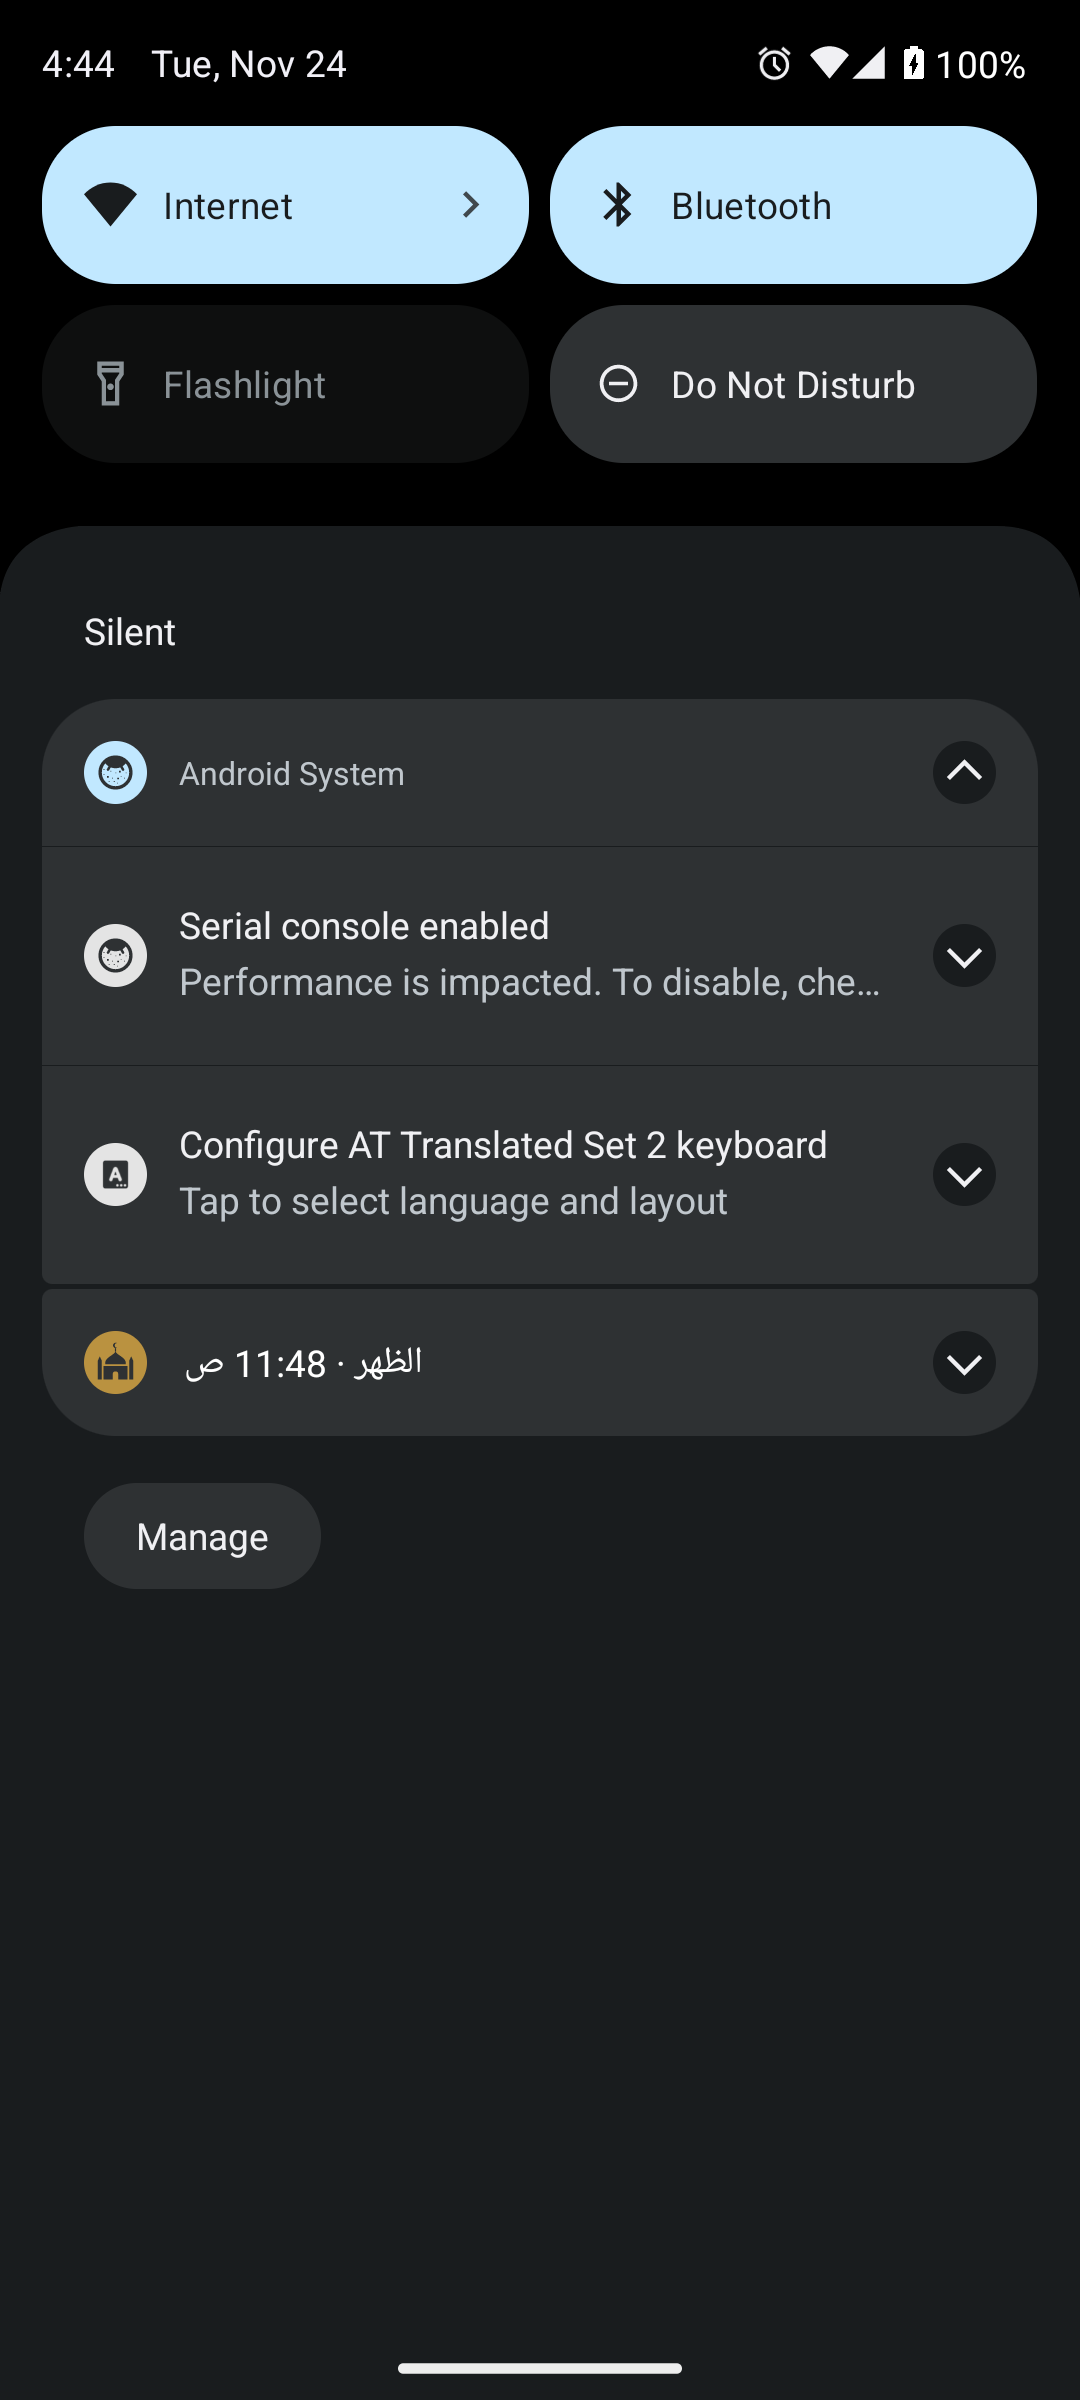 4:44 Tue, Nov 24 100%
Internet
Bluetooth
Flashlight
Do Not Disturb
Silent
Android System
Serial console enabled
Performance is impacted. To disable, che…
Configure AT Translated Set 2 keyboard
Tap to select language and layout
الظهر · 11:48 ص
Manage